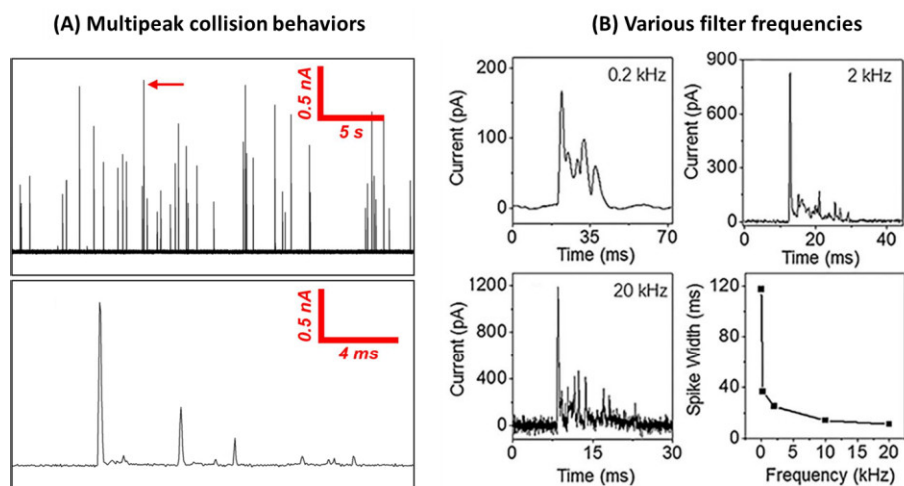 (A) Multipeak collision behaviors
0.5 nA
5 s
0.5 nA
4 ms
(B) Various filter frequencies
200
100
0
Current (pA)
0.2 kHz
0 35 70
Time (ms)
900
600
300
0
Current (pA)
2 kHz
0 20 40
Time (ms)
1200
800
400
0
Current (pA)
20 kHz
0 15 30
Time (ms)
120
80
40
0
Spike Width (ms)
0 5 10 15 20
Frequency (kHz)